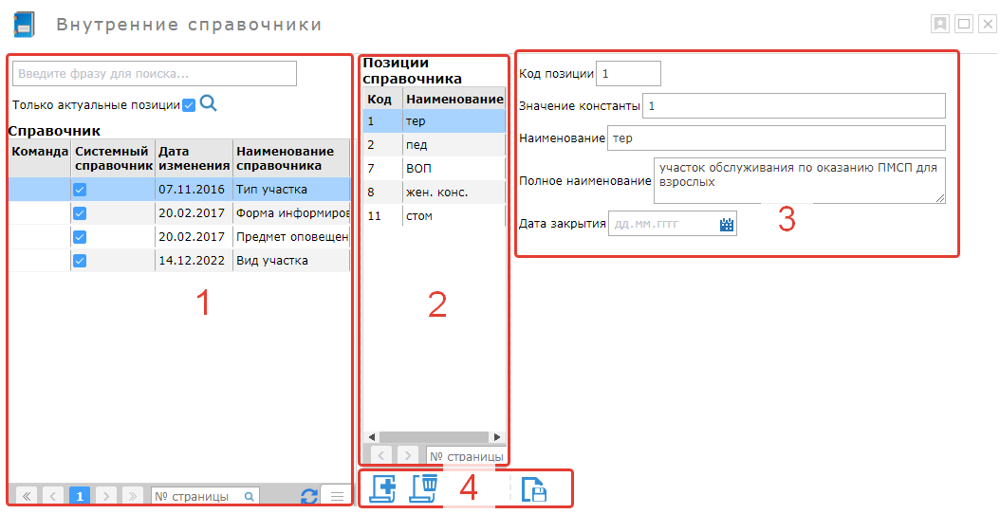 Внутренние справочники
Введите фразу для поиска...
Только актуальные позиции
Справочник
Команда Системный справочник Дата изменения Наименование справочника
07.11.2016 Тип участка
20.02.2017 Форма информиров
20.02.2017 Предмет оповещен
14.12.2022 Вид участка
1
« < 1 > » № страницы
Позиции
справочника
Код Наименование
1 тер
2 пед
7 ВОП
8 жен. конс.
11 стом
2
< > № страницы
Код позиции 1
Значение константы 1
Наименование тер
Полное наименование участок обслуживания по оказанию ПМСП для
взрослых
Дата закрытия дд.мм.гггг
3
4